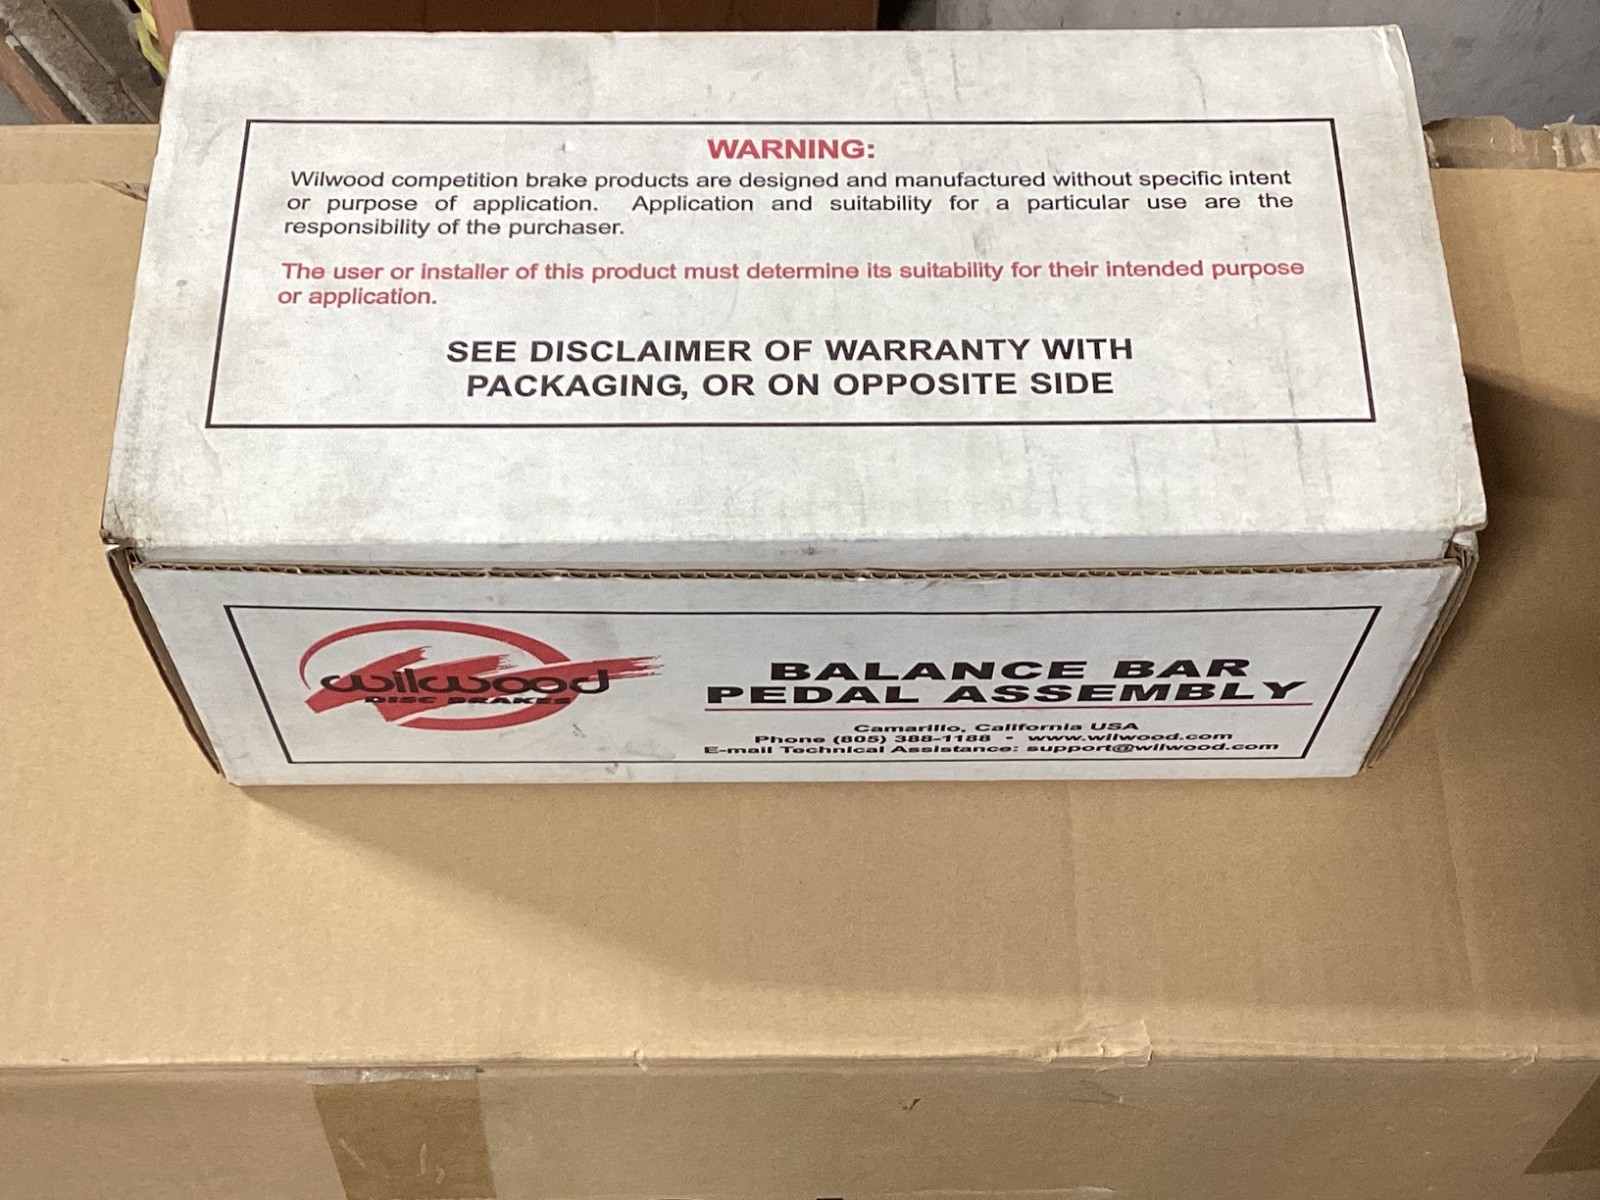 WARNING:
Wilwood competition brake products are designed and manufactured without specific intent
or purpose of application. Application and suitability for a particular use are the
responsibility of the purchaser.
The user or installer of this product must determine its suitability for their intended purpose
or application.
SEE DISCLAIMER OF WARRANTY WITH
PACKAGING, OR ON OPPOSITE SIDE
wilwood
DISC BRAKES
BALANCE BAR
PEDAL ASSEMBLY
Camarillo, California USA
Phone (805) 388-1188 - www.wilwood.com
E-mail Technical Assistance: support@wilwood.com